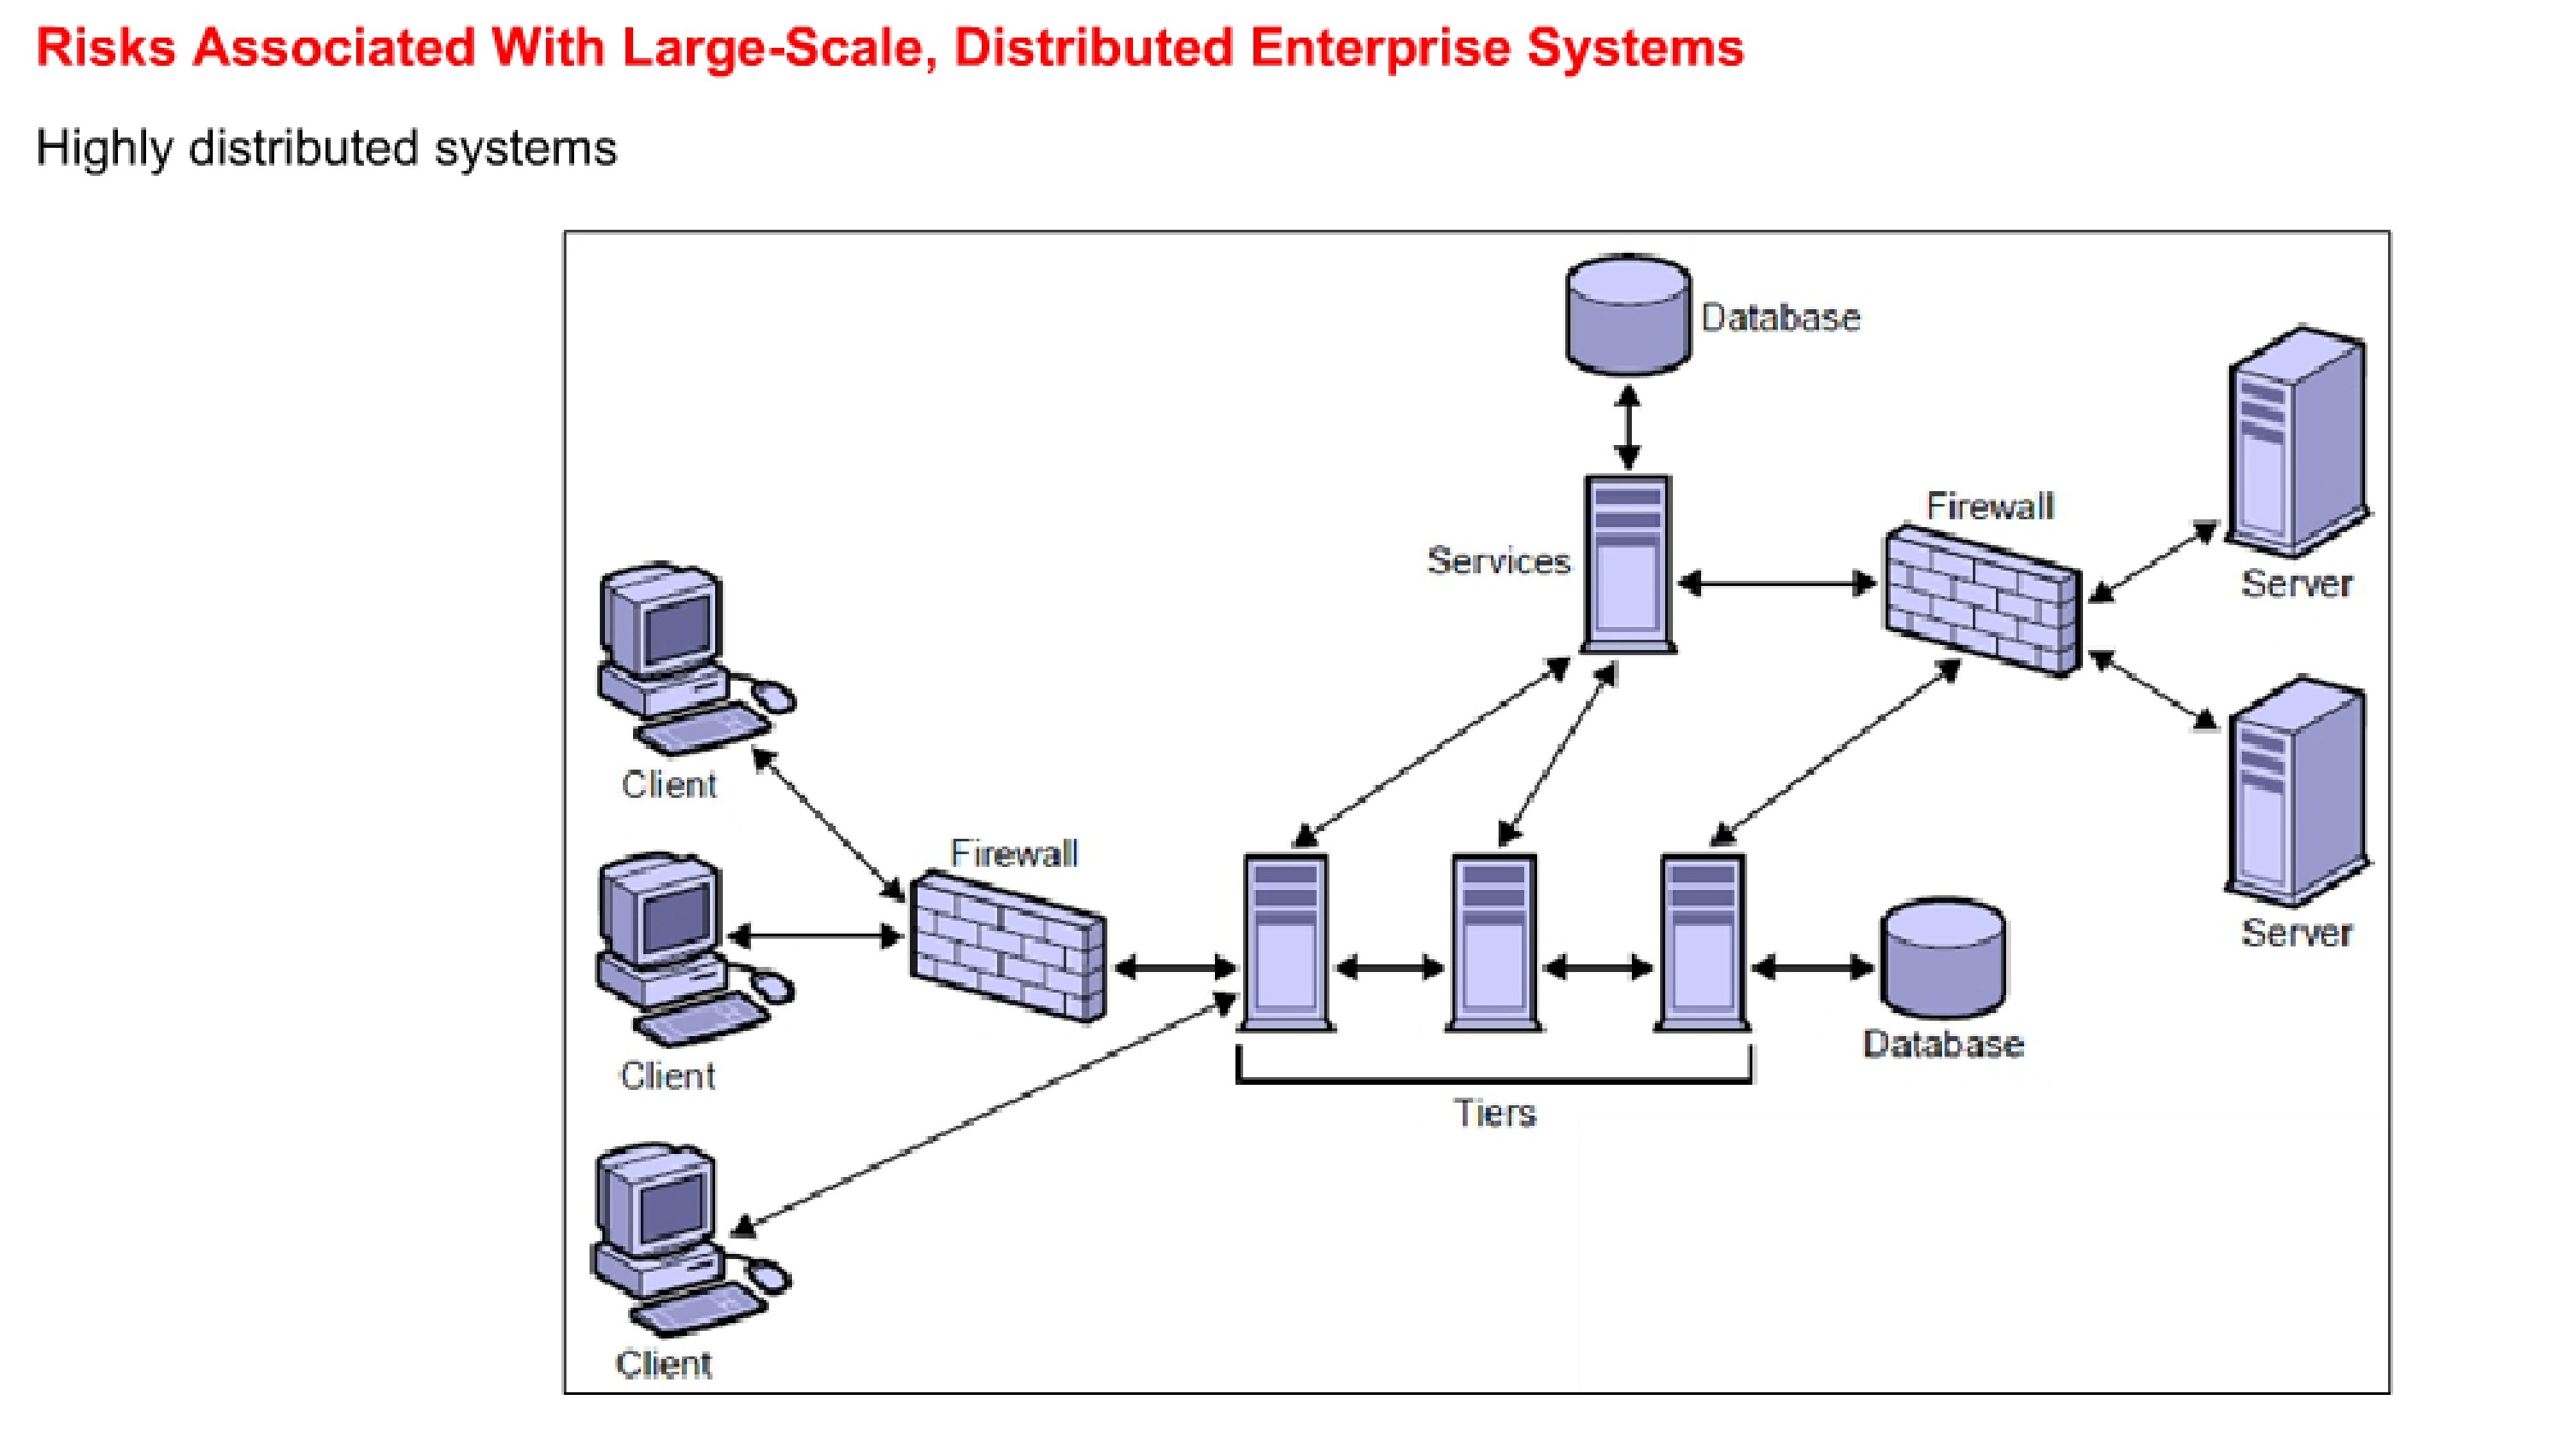 Risks Associated With Large-Scale, Distributed Enterprise Systems
Highly distributed systems
Database
Firewall
Services
Server
Client
Firewall
Server
Database
Client
Tiers
Client